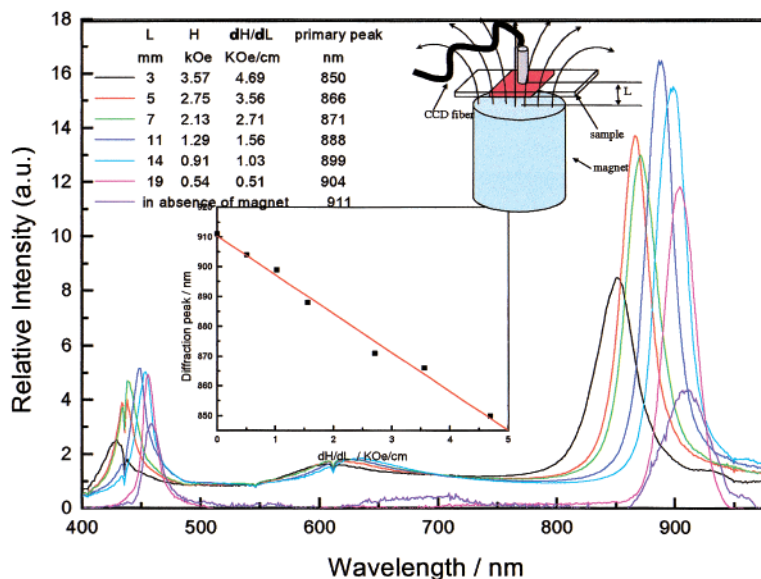 L H dH/dL primary peak
mm kOe KOe/cm nm
3 3.57 4.69 850
5 2.75 3.56 866
7 2.13 2.71 871
11 1.29 1.56 888
14 0.91 1.03 899
19 0.54 0.51 904
in absence of magnet 911
CCD fiber
L
sample
magnet
Relative Intensity (a.u.)
18
16
14
12
10
8
6
4
2
0
400 500 600 700 800 900
Wavelength / nm
Diffraction peak / nm
920
910
900
890
880
870
860
850
0 1 2 3 4 5
dH/dL / KOe/cm